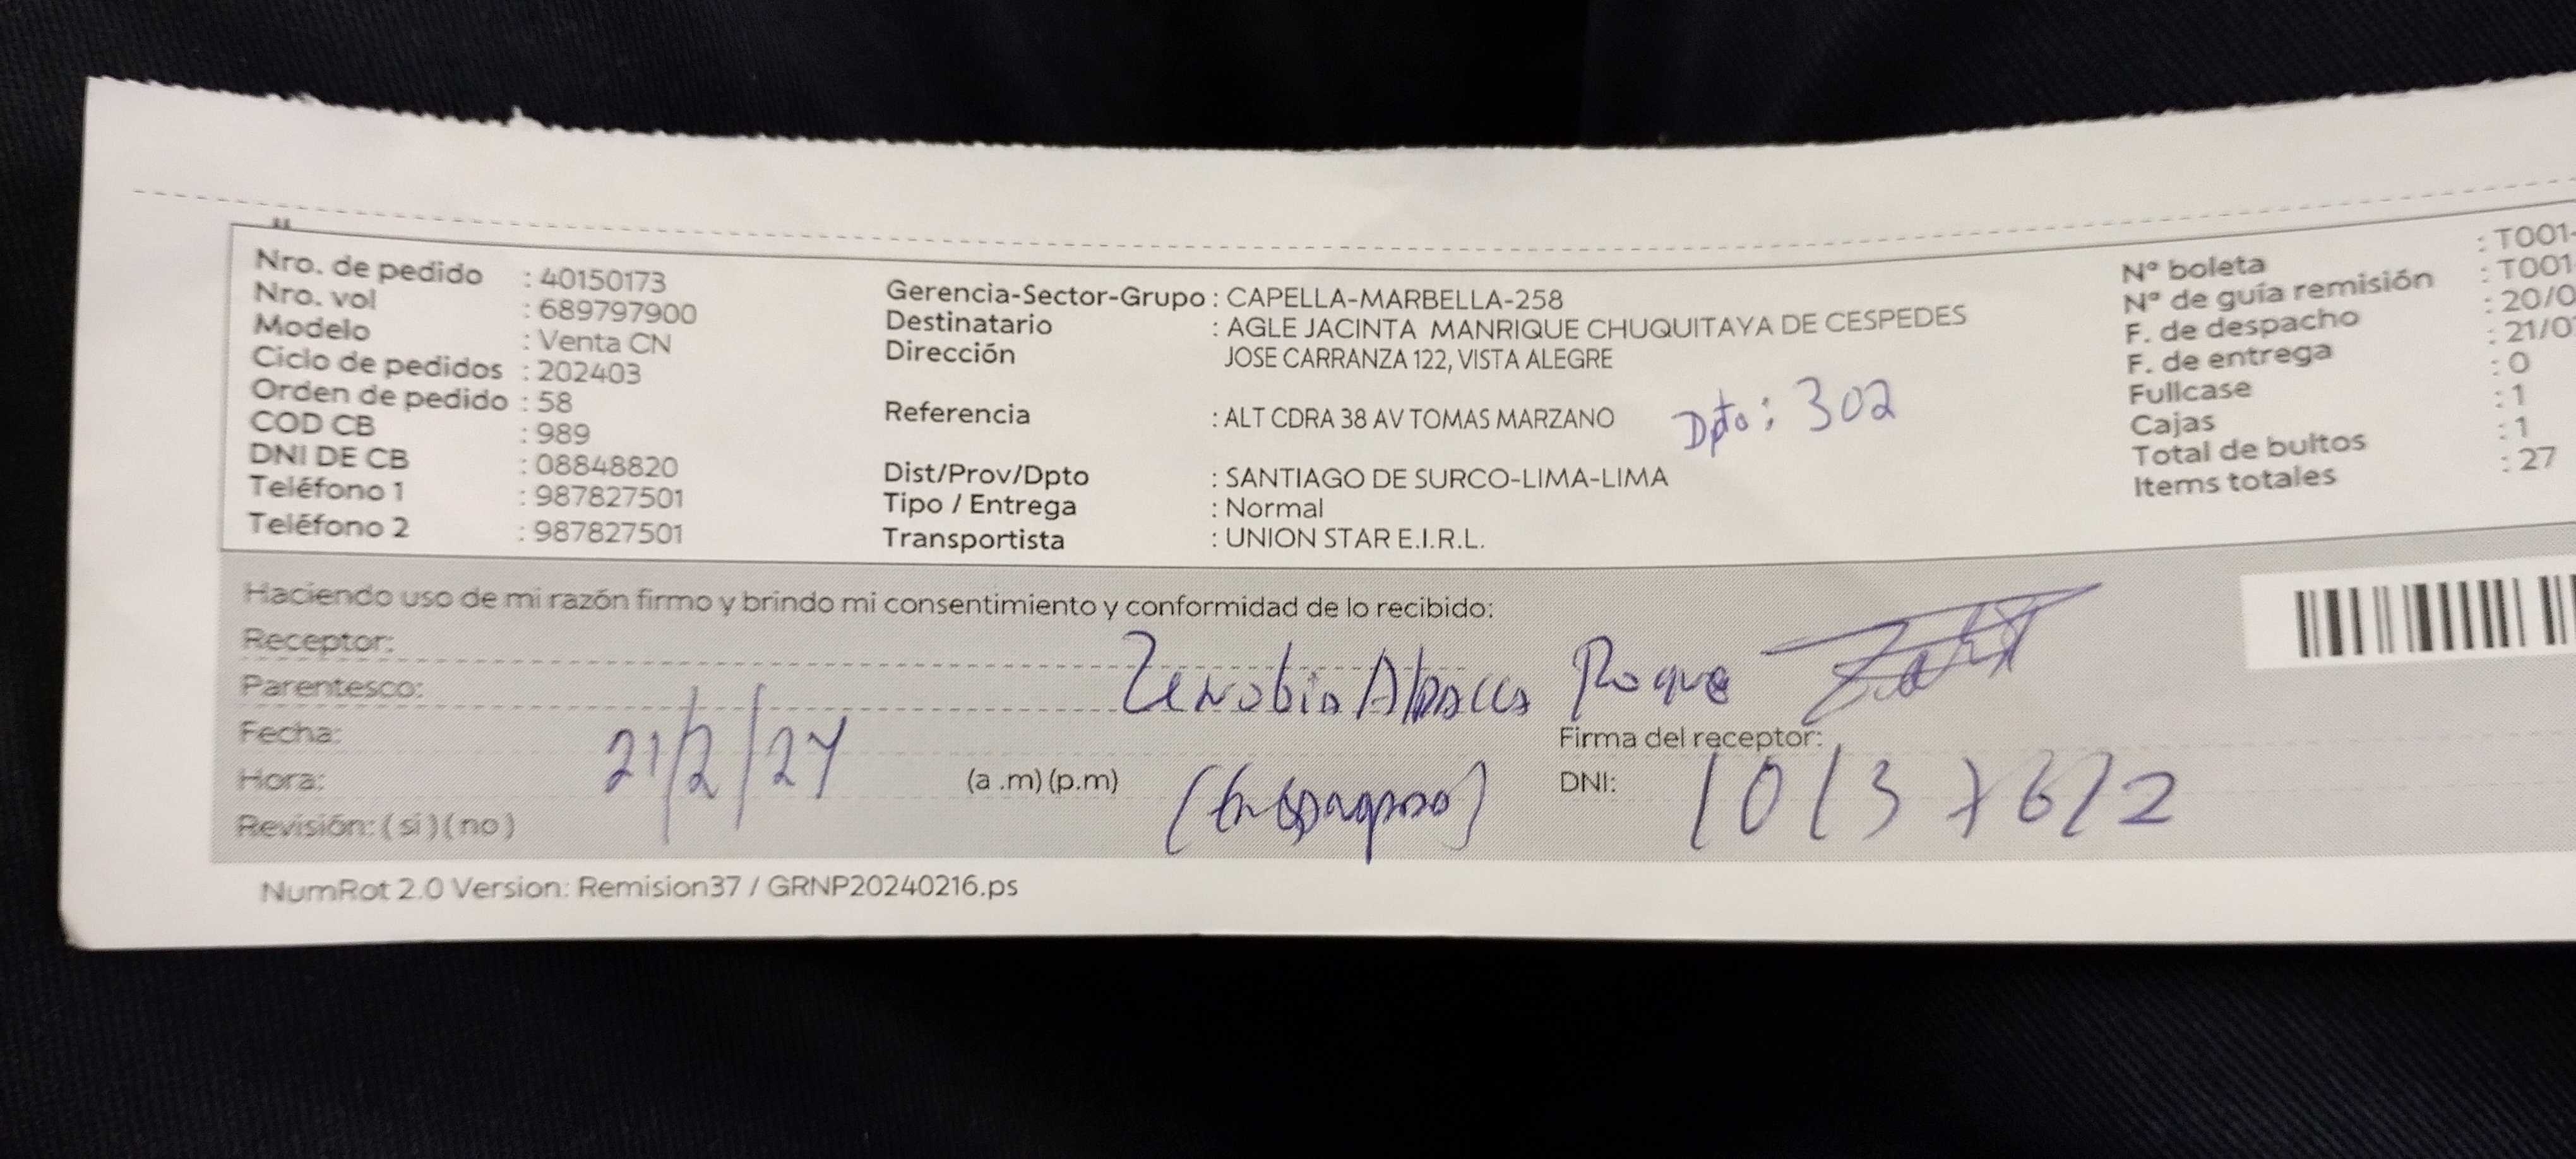 Nro. de pedido : 40150173
Nro. vol : 689797900
Modelo : Venta CN
Ciclo de pedidos : 202403
Orden de pedido : 58
COD CB : 989
DNI DE CB : 08848820
Teléfono 1 : 987827501
Teléfono 2 : 987827501
Gerencia-Sector-Grupo : CAPELLA-MARBELLA-258
Destinatario : AGLE JACINTA MANRIQUE CHUQUITAYA DE CESPEDES
Dirección JOSE CARRANZA 122, VISTA ALEGRE
Referencia : ALT CDRA 38 AV TOMAS MARZANO
Dpto: 302
Dist/Prov/Dpto : SANTIAGO DE SURCO-LIMA-LIMA
Tipo / Entrega : Normal
Transportista : UNION STAR E.I.R.L.
Nº boleta : T001-
Nº de guía remisión : T001
F. de despacho : 20/0
F. de entrega : 21/0
Fullcase : 0
Cajas : 1
Total de bultos : 1
Items totales : 27
Haciendo uso de mi razón firmo y brindo mi consentimiento y conformidad de lo recibido:
Receptor:
Zenobio Roque
Parentesco:
Fecha: 21/2/24
Firma del receptor:
Hora: (a .m) (p.m)
DNI: 10137612
Revisión: ( si ) ( no )
NumRot 2.0 Version: Remision37 / GRNP20240216.ps